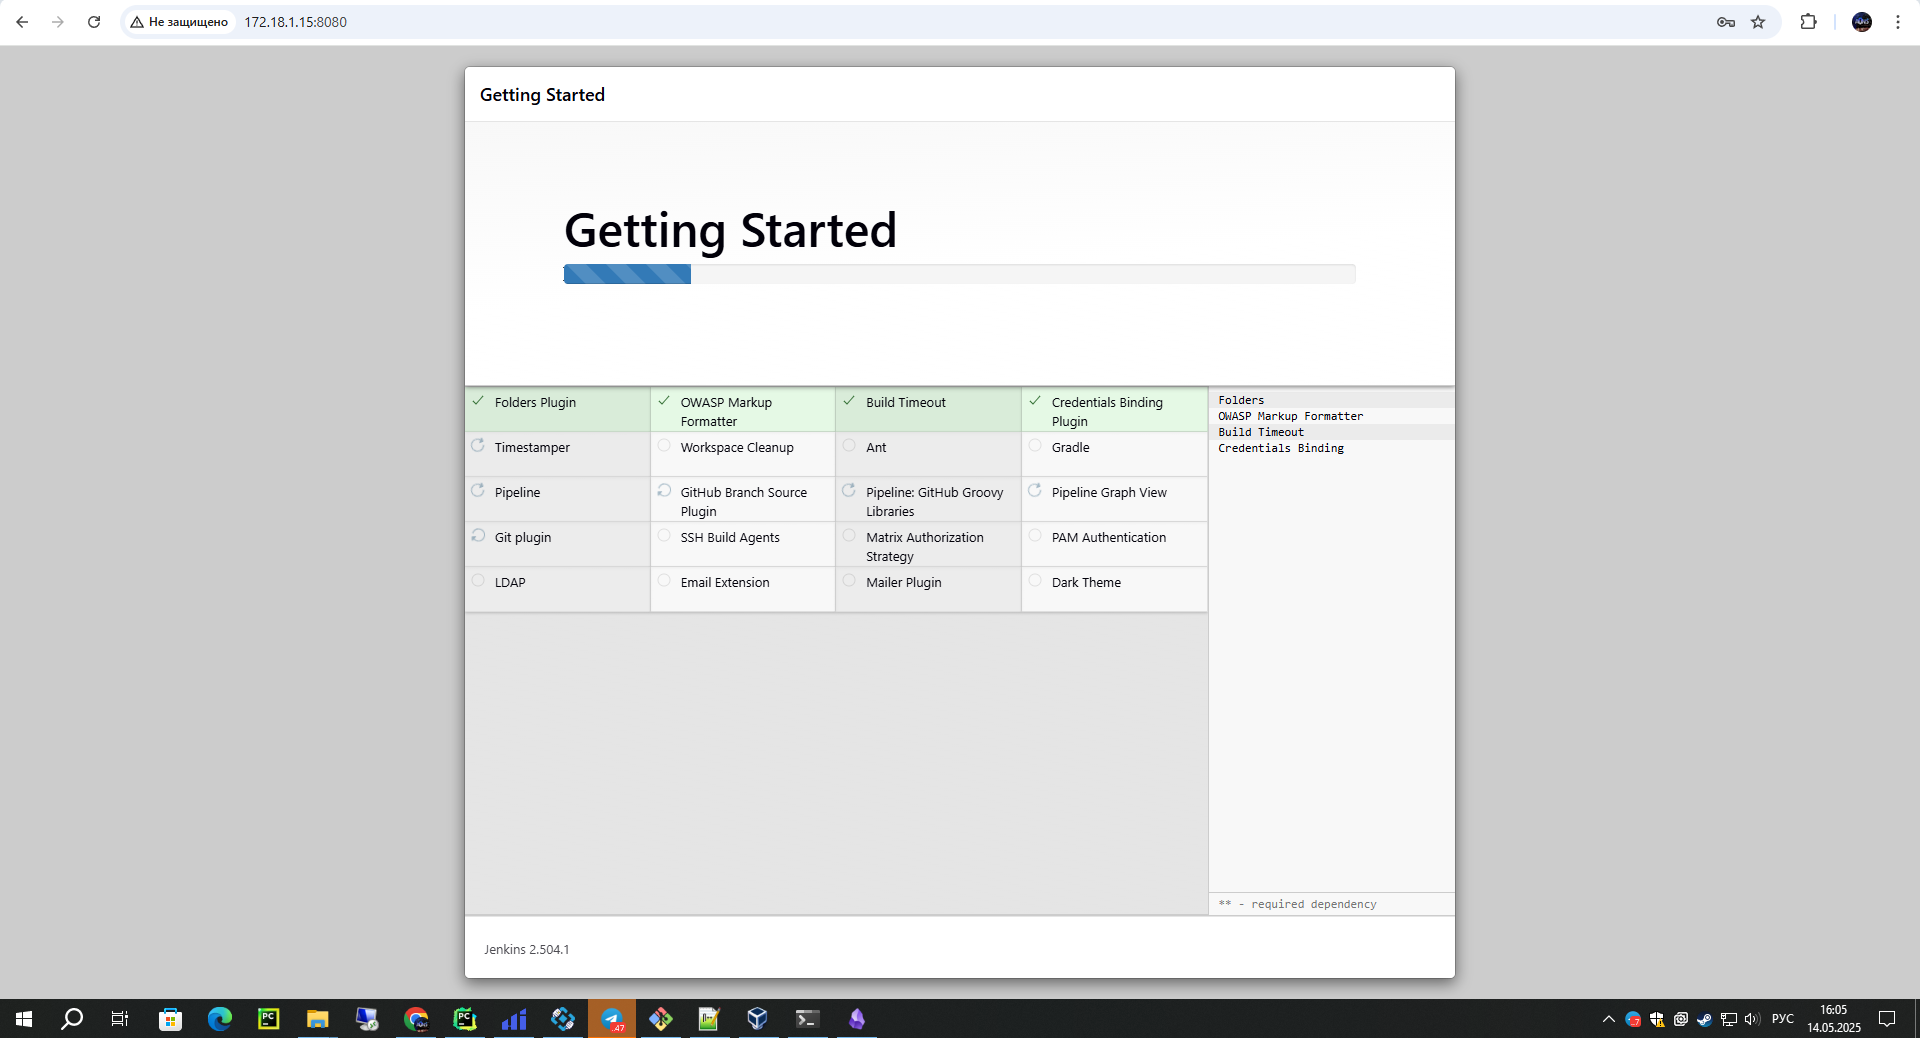 Не защищено
172.18.1.15:8080
Getting Started
Getting Started
Folders Plugin
OWASP Markup
Formatter
Build Timeout
Credentials Binding
Plugin
Timestamper
Workspace Cleanup
Ant
Gradle
Pipeline
GitHub Branch Source
Plugin
Pipeline: GitHub Groovy
Libraries
Pipeline Graph View
Git plugin
SSH Build Agents
Matrix Authorization
Strategy
PAM Authentication
LDAP
Email Extension
Mailer Plugin
Dark Theme
Folders
OWASP Markup Formatter
Build Timeout
Credentials Binding
** - required dependency
Jenkins 2.504.1
PC
PC
РУС
16:05
14.05.2025